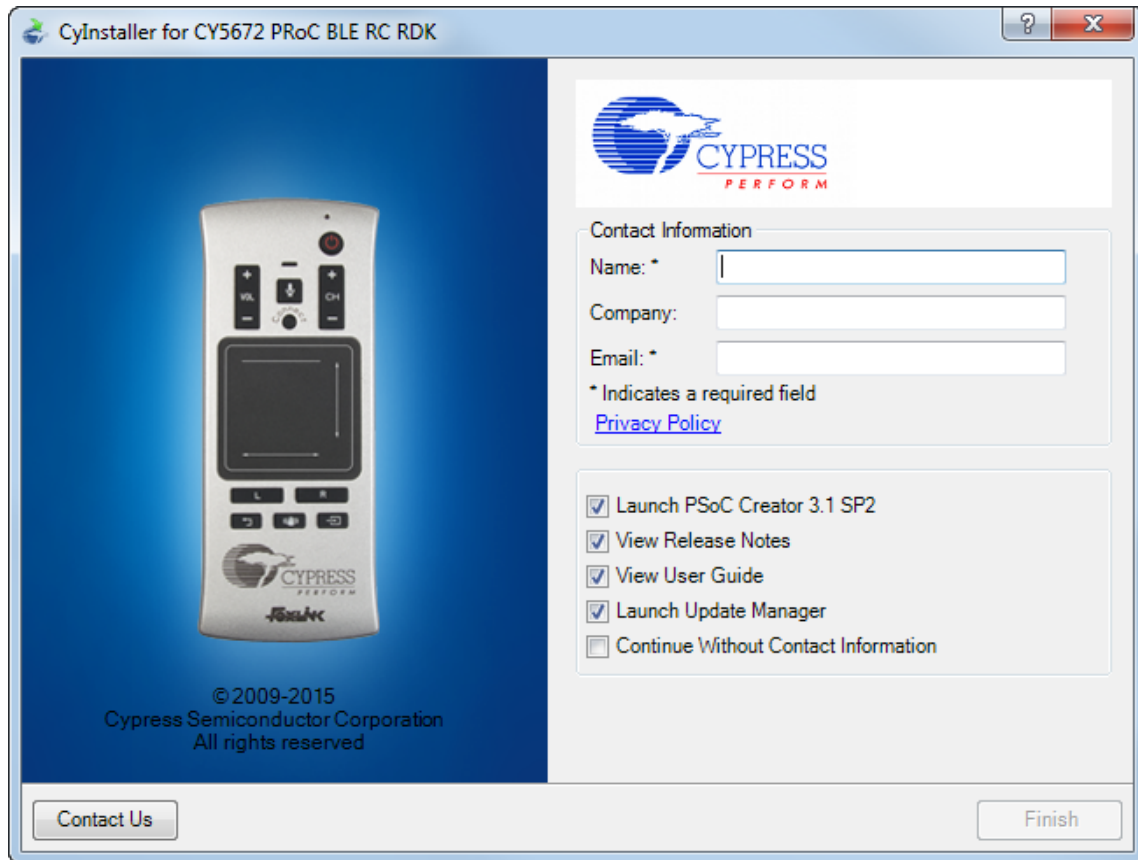 CyInstaller for CY5672 PRoC BLE RC RDK
?
X
+
+
VOL
CH
−
−
CONNECT
L
R
CYPRESS
PERFORM
FOXLINK
© 2009-2015
Cypress Semiconductor Corporation
All rights reserved
CYPRESS
PERFORM
Contact Information
Name: *
Company:
Email: *
* Indicates a required field
Privacy Policy
Launch PSoC Creator 3.1 SP2
View Release Notes
View User Guide
Launch Update Manager
Continue Without Contact Information
Contact Us
Finish